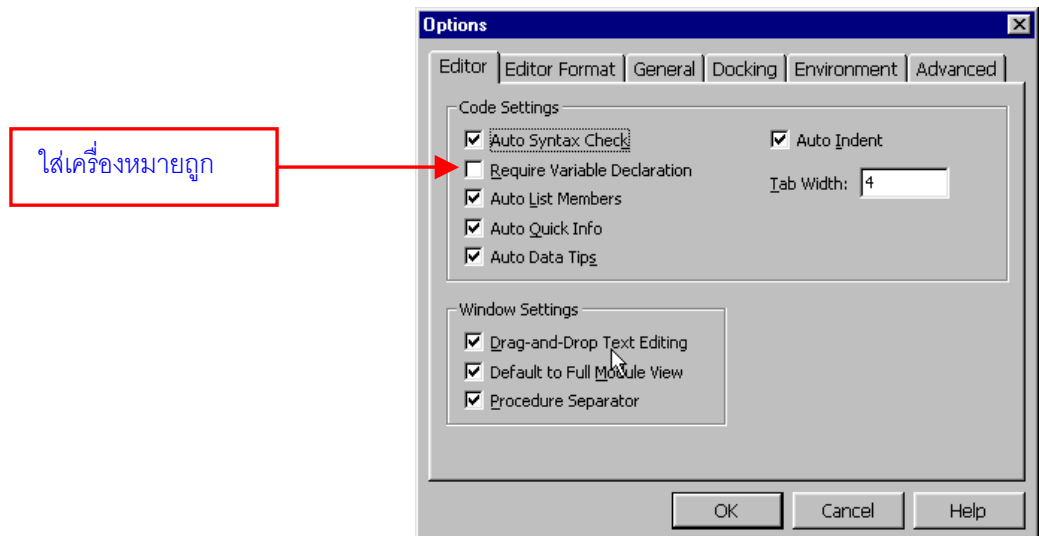 Options
Editor
Editor Format
General
Docking
Environment
Advanced
Code Settings
Auto Syntax Check
Auto Indent
ใส่เครื่องหมายถูก
Require Variable Declaration
Tab Width: 4
Auto List Members
Auto Quick Info
Auto Data Tips
Window Settings
Drag-and-Drop Text Editing
Default to Full Module View
Procedure Separator
OK
Cancel
Help